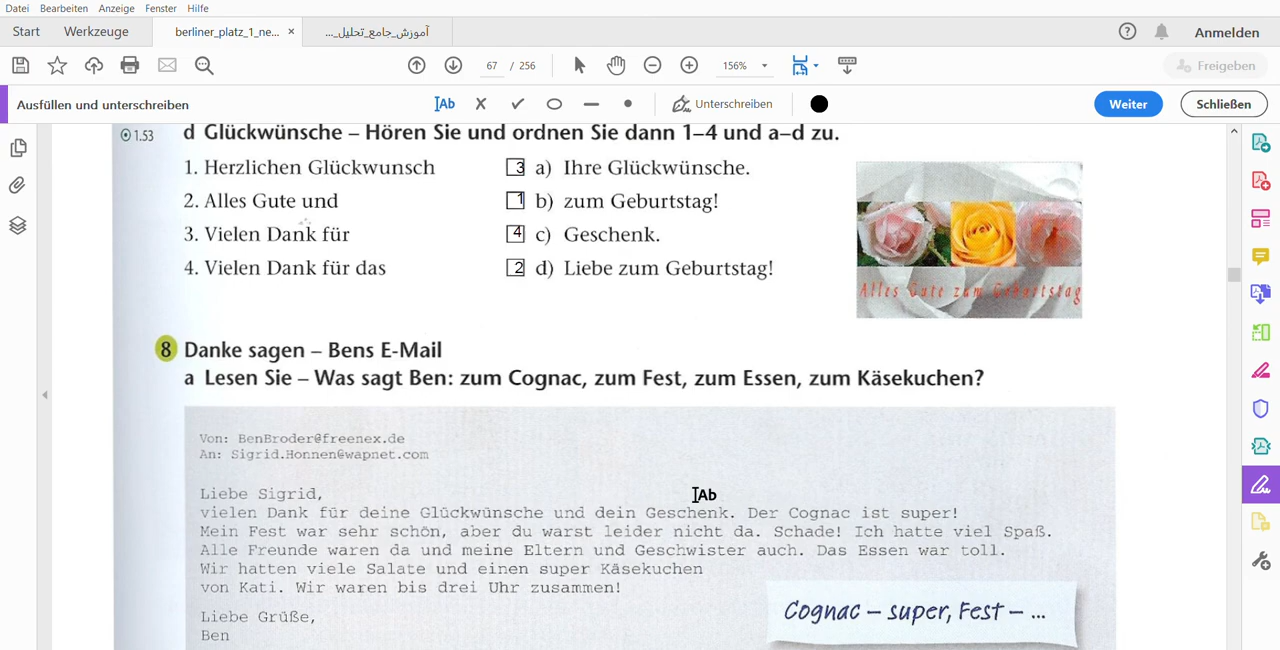 Datei Bearbeiten Anzeige Fenster Hilfe
Start Werkzeuge berliner_platz_1_ne... × آموزش_جامع_تحلیل_... Anmelden
67 / 256 156% Freigeben
Ausfüllen und unterschreiben Ab Unterschreiben Weiter Schließen
1.53 d Glückwünsche – Hören Sie und ordnen Sie dann 1–4 und a–d zu.
1. Herzlichen Glückwunsch 3 a) Ihre Glückwünsche.
2. Alles Gute und 1 b) zum Geburtstag!
3. Vielen Dank für 4 c) Geschenk.
4. Vielen Dank für das 2 d) Liebe zum Geburtstag!
Alles Gute zum Geburtstag
8 Danke sagen – Bens E-Mail
a Lesen Sie – Was sagt Ben: zum Cognac, zum Fest, zum Essen, zum Käsekuchen?
Von: BenBroder@freenex.de
An: Sigrid.Honnen@wapnet.com
Ab
Liebe Sigrid,
vielen Dank für deine Glückwünsche und dein Geschenk. Der Cognac ist super!
Mein Fest war sehr schön, aber du warst leider nicht da. Schade! Ich hatte viel Spaß.
Alle Freunde waren da und meine Eltern und Geschwister auch. Das Essen war toll.
Wir hatten viele Salate und einen super Käsekuchen
von Kati. Wir waren bis drei Uhr zusammen!
Liebe Grüße,
Ben
Cognac – super, Fest – ...